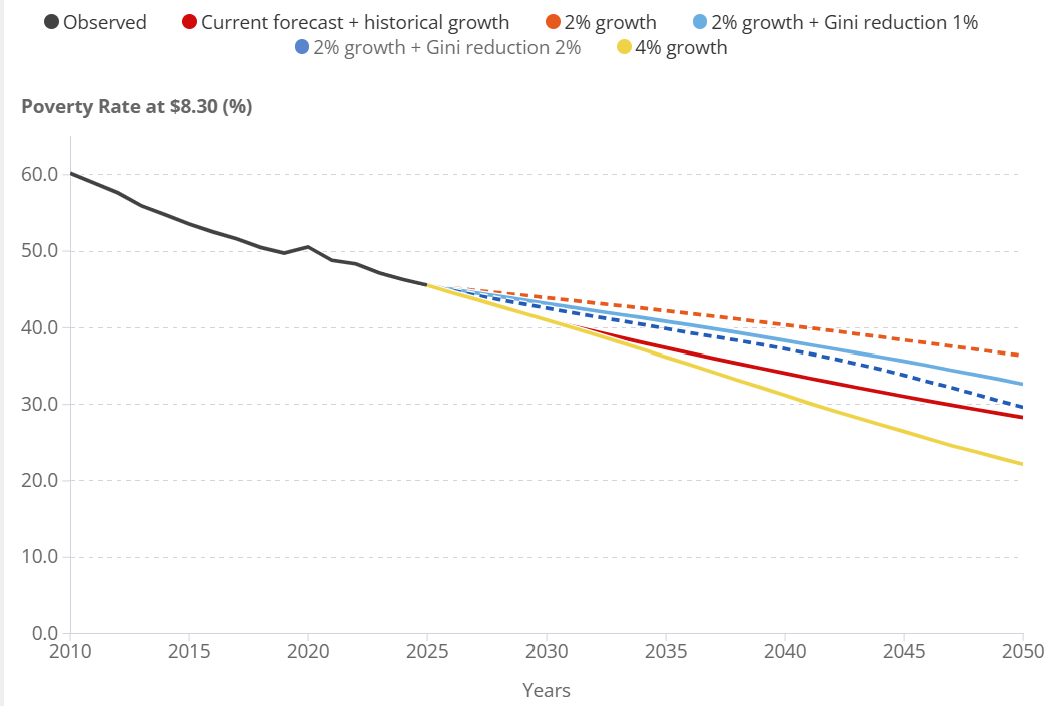 Observed Current forecast + historical growth 2% growth 2% growth + Gini reduction 1%
2% growth + Gini reduction 2% 4% growth
Poverty Rate at $8.30 (%)
60.0
50.0
40.0
30.0
20.0
10.0
0.0
2010 2015 2020 2025 2030 2035 2040 2045 2050
Years